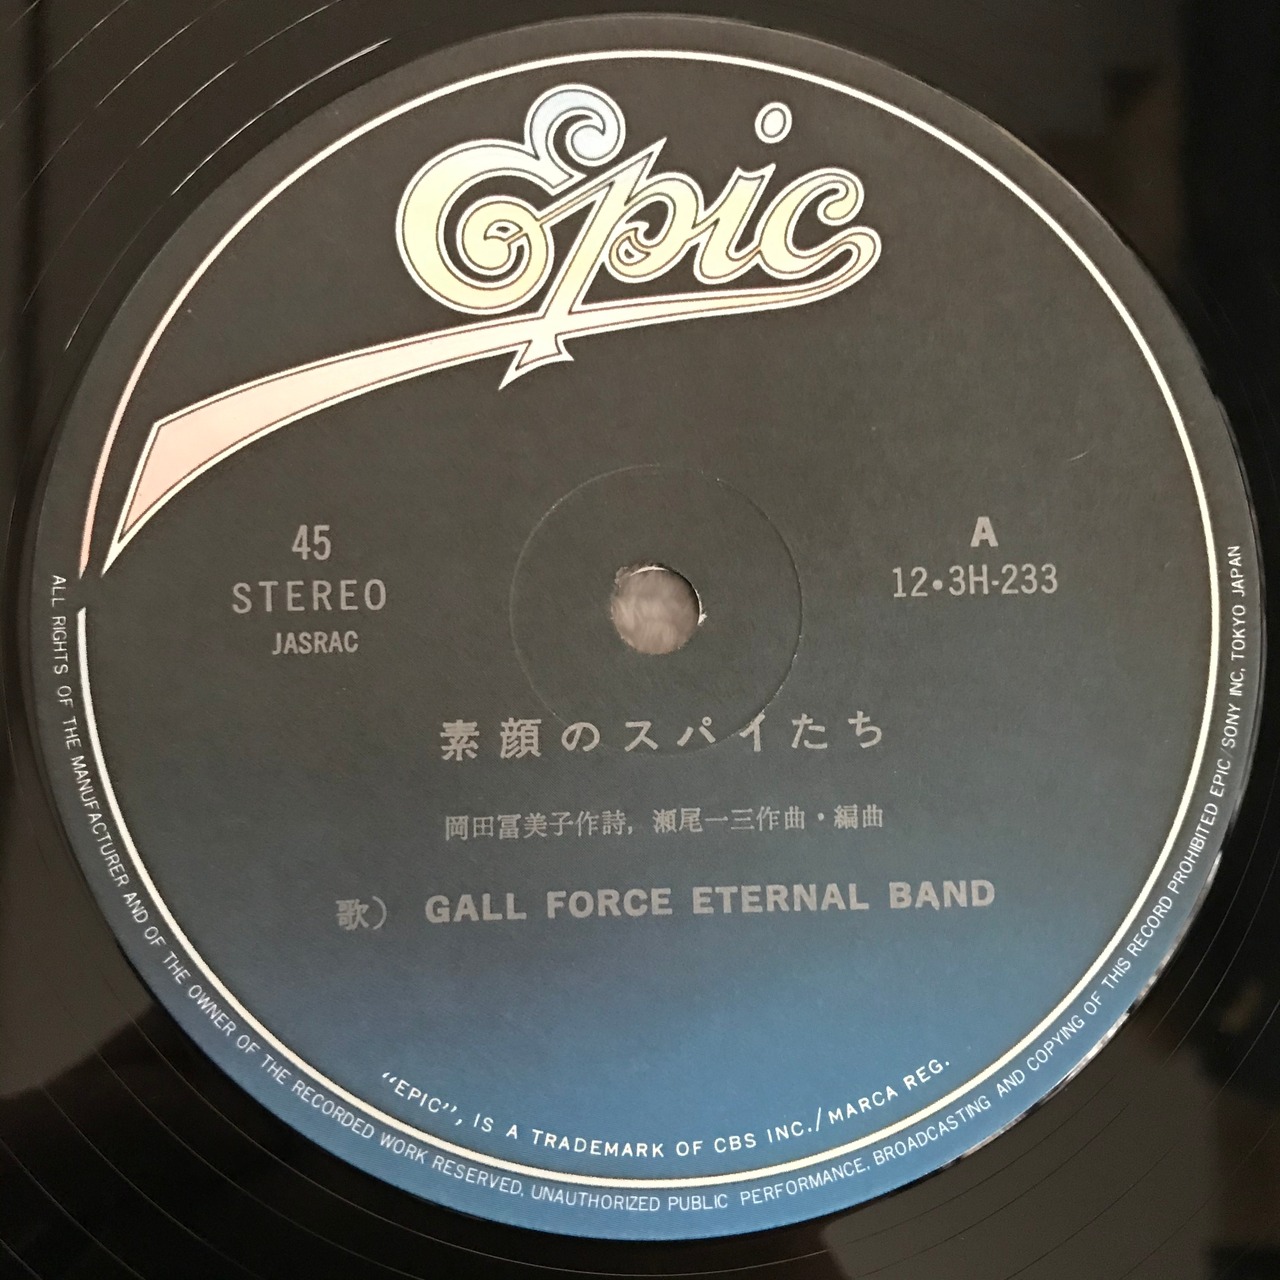 Epic
45
STEREO
JASRAC
A
12•3H-233
素顔のスパイたち
岡田冨美子作詩, 瀬尾一三作曲・編曲
歌) GALL FORCE ETERNAL BAND
“EPIC”, IS A TRADEMARK OF CBS INC./MARCA REG.
ALL RIGHTS OF THE MANUFACTURER AND OF THE OWNER OF THE RECORDED WORK RESERVED, UNAUTHORIZED PUBLIC PERFORMANCE, BROADCASTING AND COPYING OF THIS RECORD PROHIBITED EPIC/SONY INC, TOKYO JAPAN